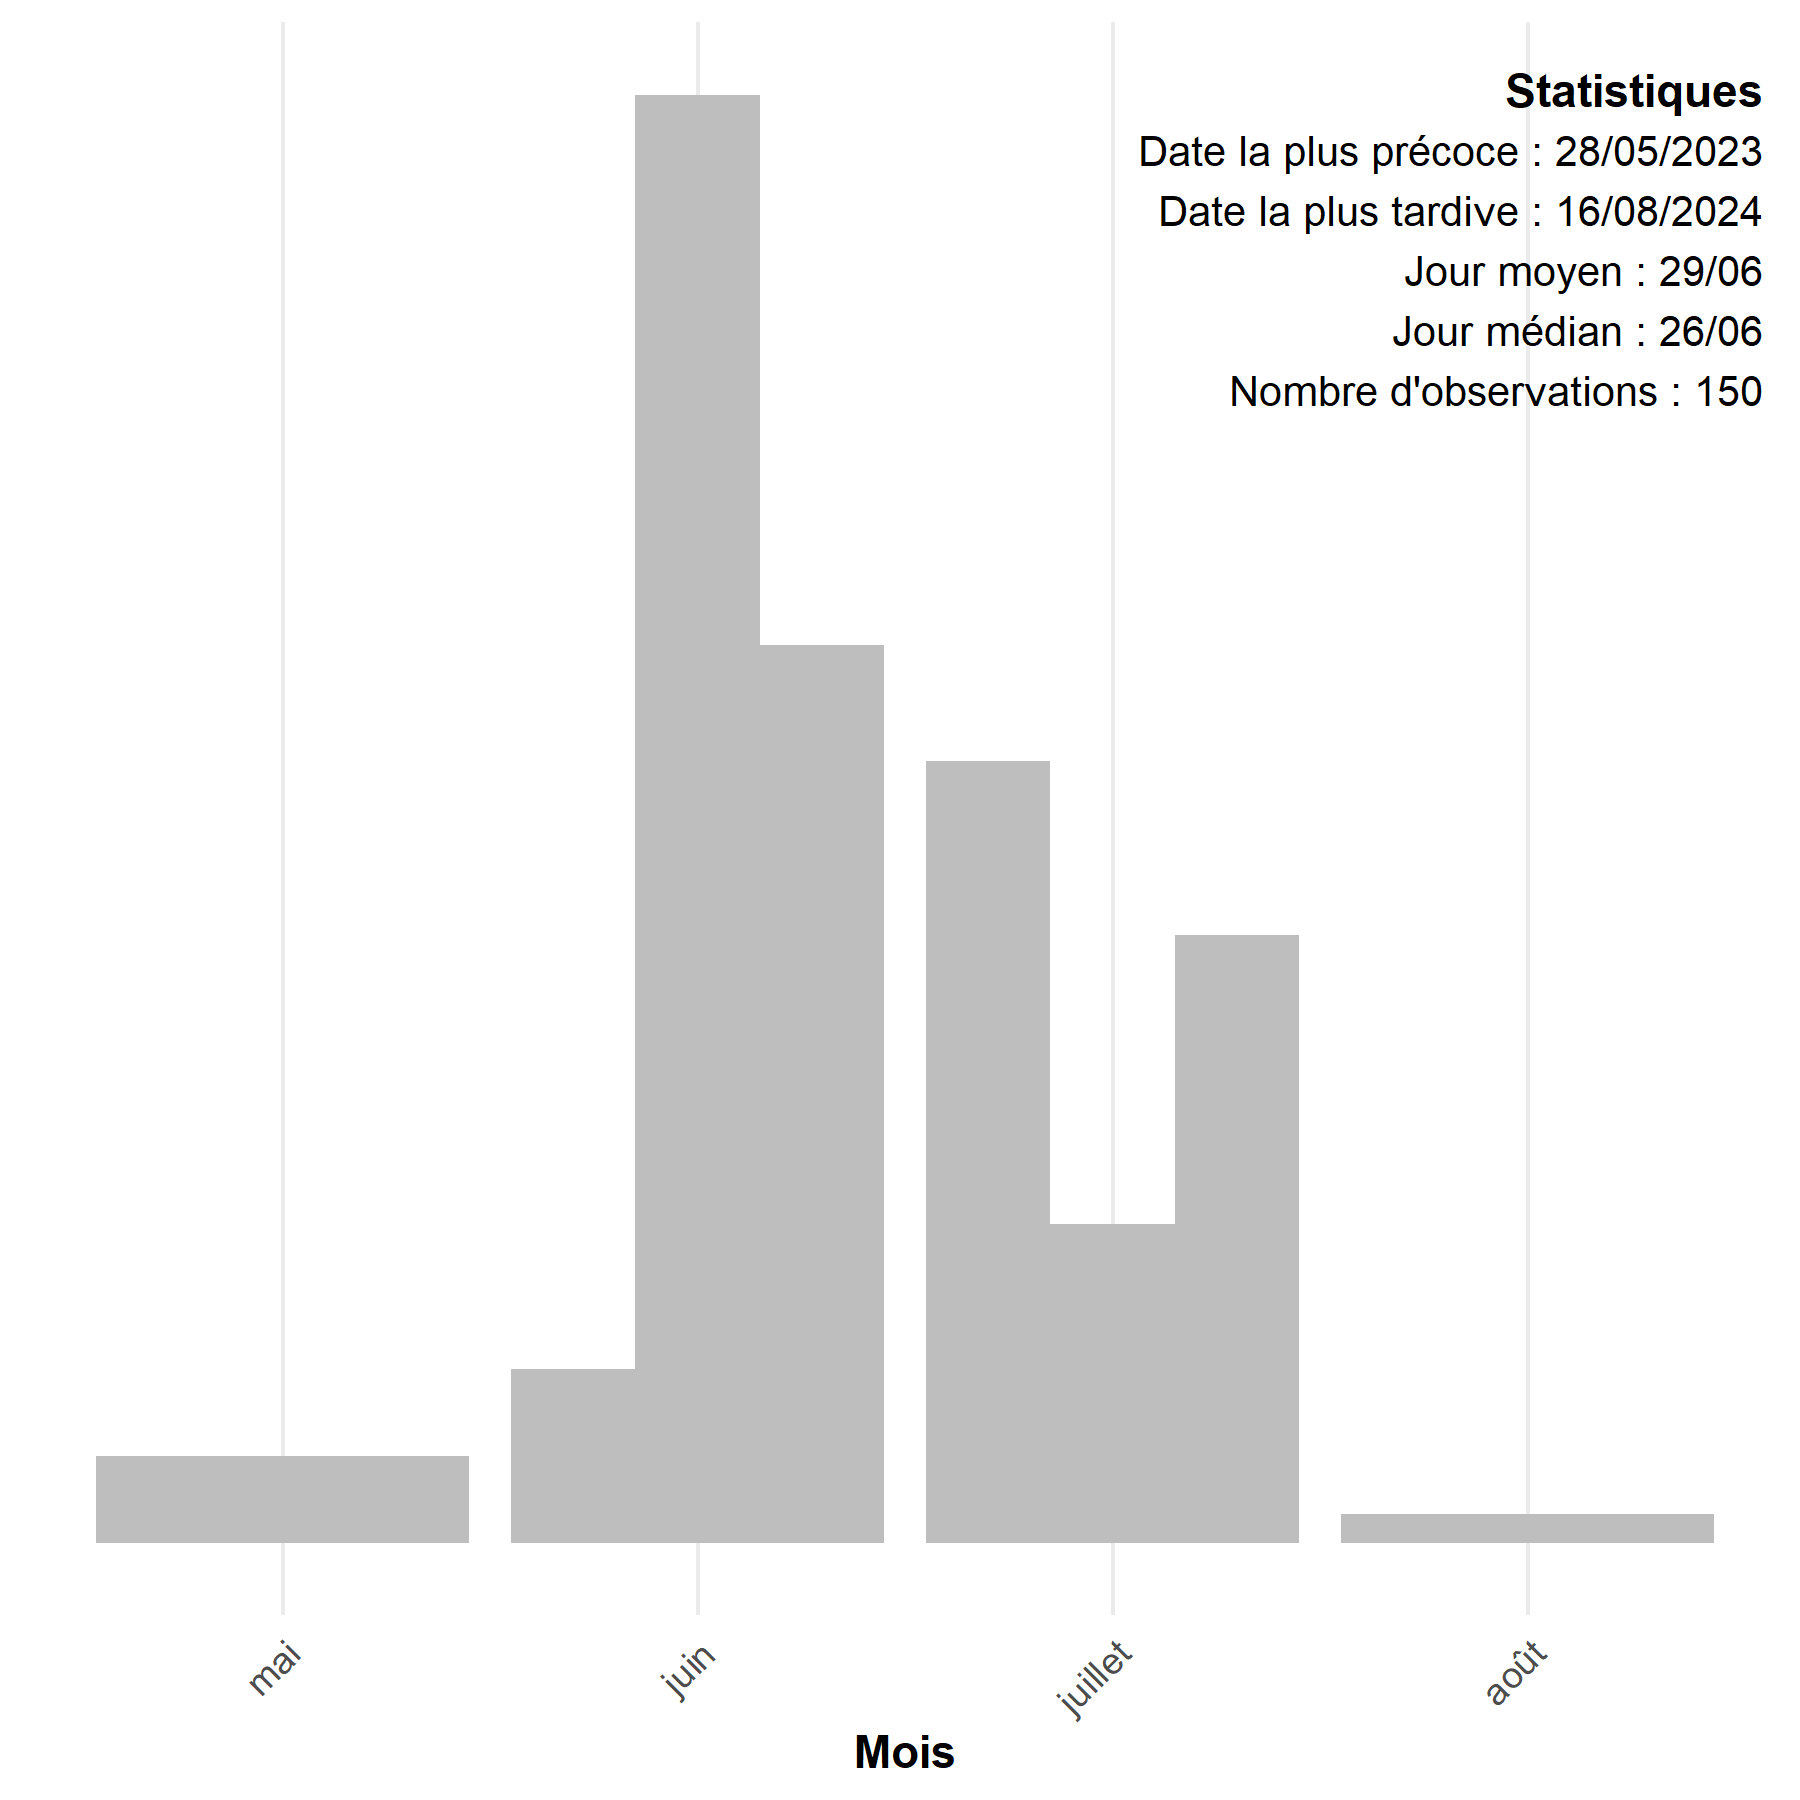 Statistiques
Date la plus précoce : 28/05/2023
Date la plus tardive : 16/08/2024
Jour moyen : 29/06
Jour médian : 26/06
Nombre d'observations : 150
mai
juin
juillet
août
Mois